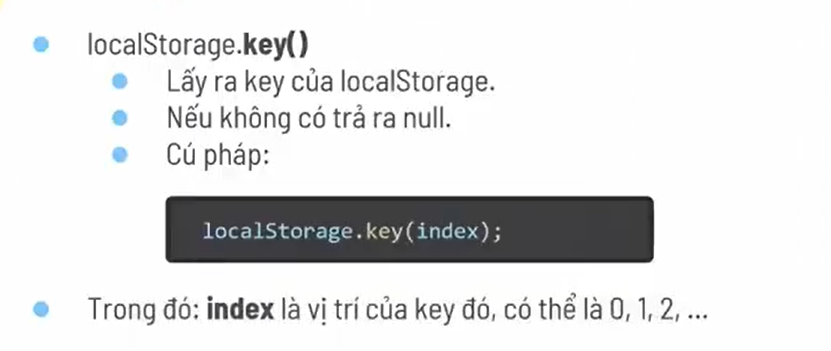 localStorage.key()
Lấy ra key của localStorage.
Nếu không có trả ra null.
Cú pháp:
localStorage.key(index);
Trong đó: index là vị trí của key đó, có thể là 0, 1, 2, ...